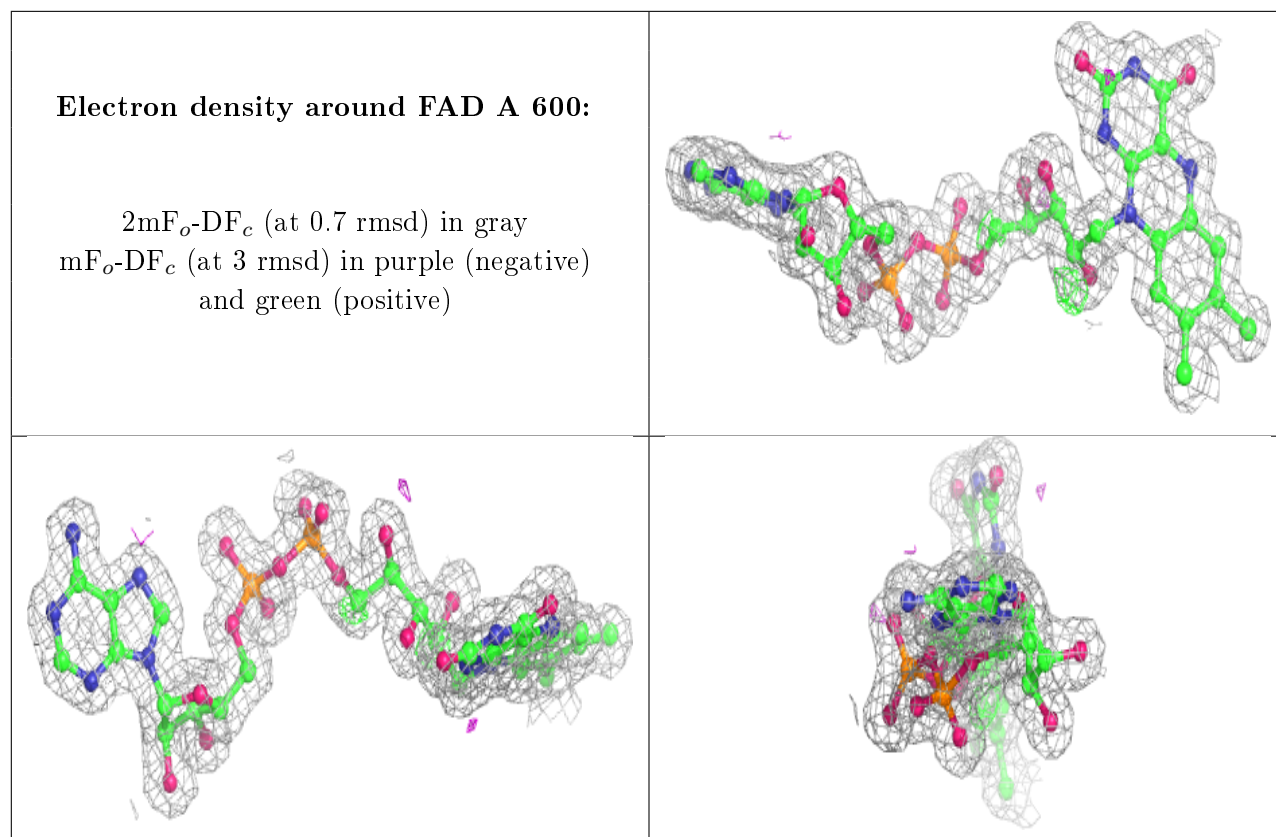 Electron density around FAD A 600:
2mFₒ-DF𝒸 (at 0.7 rmsd) in gray
mFₒ-DF𝒸 (at 3 rmsd) in purple (negative)
and green (positive)